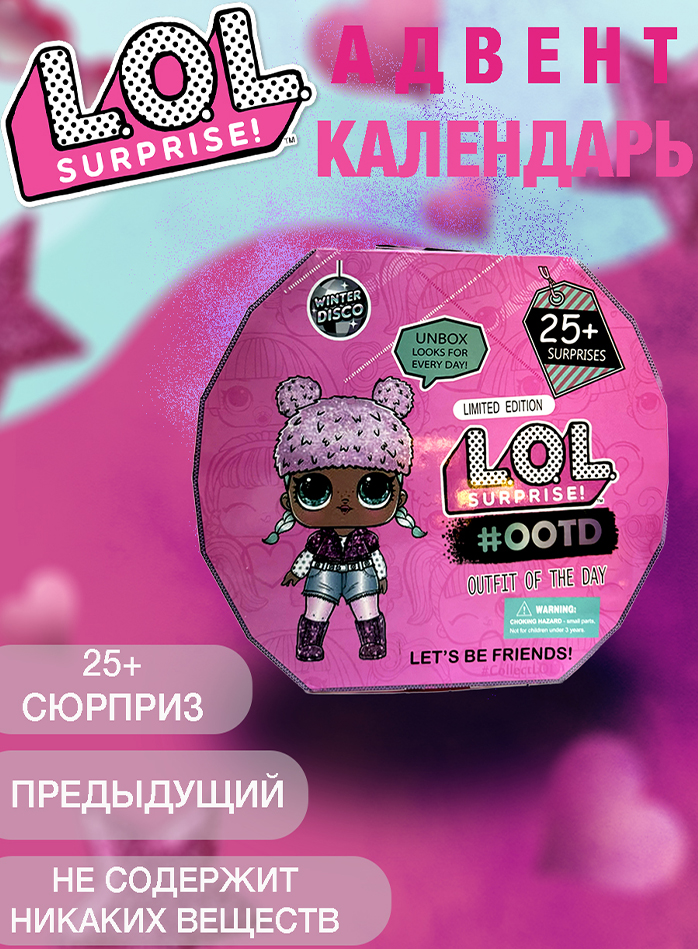 L.O.L.
SURPRISE!™
АДВЕНТ
КАЛЕНДАРЬ
WINTER
DISCO
UNBOX
LOOKS FOR
EVERY DAY!
25+
SURPRISES
LIMITED EDITION
L.O.L.
SURPRISE!
#OOTD
OUTFIT OF THE DAY
WARNING:
CHOKING HAZARD - small parts.
Not for children under 3 years.
LET'S BE FRIENDS!
#CollectLOL
25+
СЮРПРИЗ
ПРЕДЫДУЩИЙ
НЕ СОДЕРЖИТ
НИКАКИХ ВЕЩЕСТВ